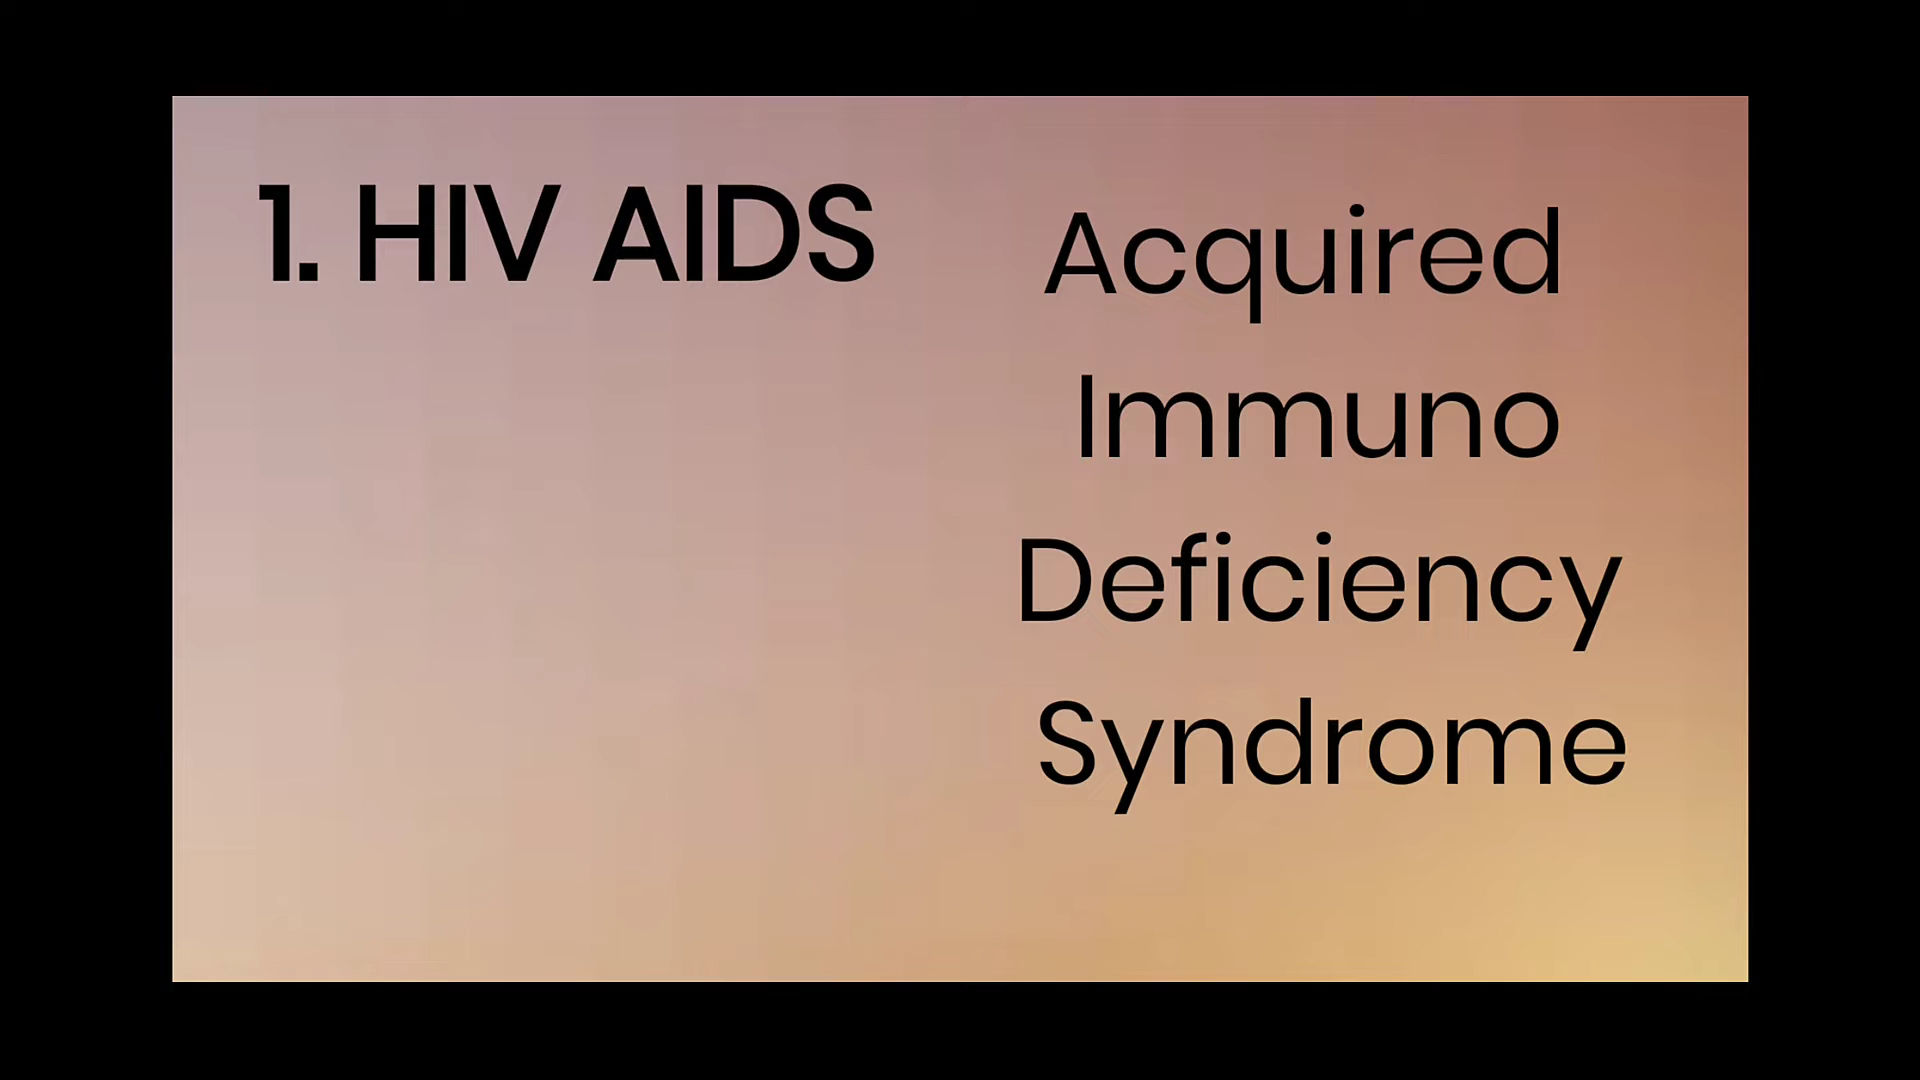 1. HIV AIDS
Acquired
Immuno
Deficiency
Syndrome